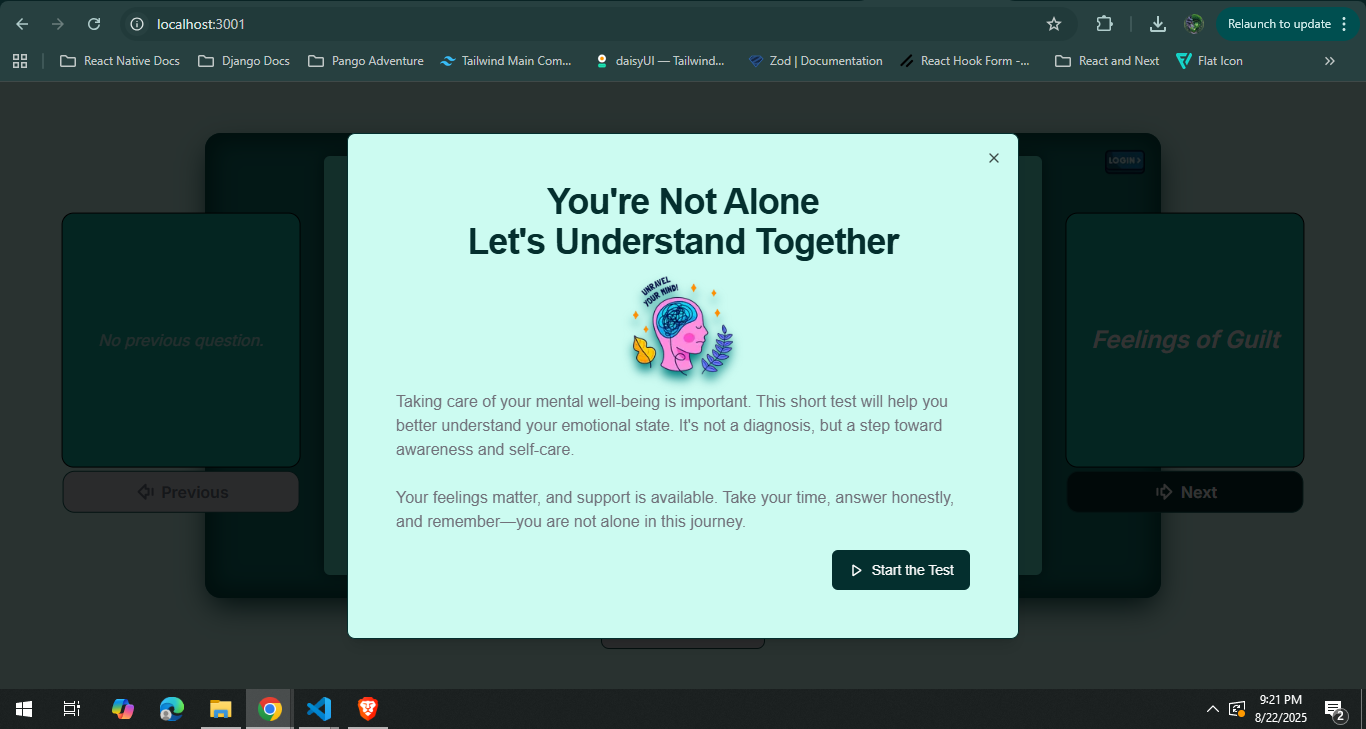 localhost:3001
Relaunch to update
React Native Docs
Django Docs
Pango Adventure
Tailwind Main Com...
daisyUI — Tailwind...
Zod | Documentation
React Hook Form -...
React and Next
Flat Icon
»
LOGIN
You're Not Alone
Let's Understand Together
UNRAVEL
YOUR MIND!
No previous question.
Feelings of Guilt
Taking care of your mental well-being is important. This short test will help you
better understand your emotional state. It's not a diagnosis, but a step toward
awareness and self-care.
Your feelings matter, and support is available. Take your time, answer honestly,
and remember—you are not alone in this journey.
Previous
Next
Start the Test
9:21 PM
8/22/2025
2